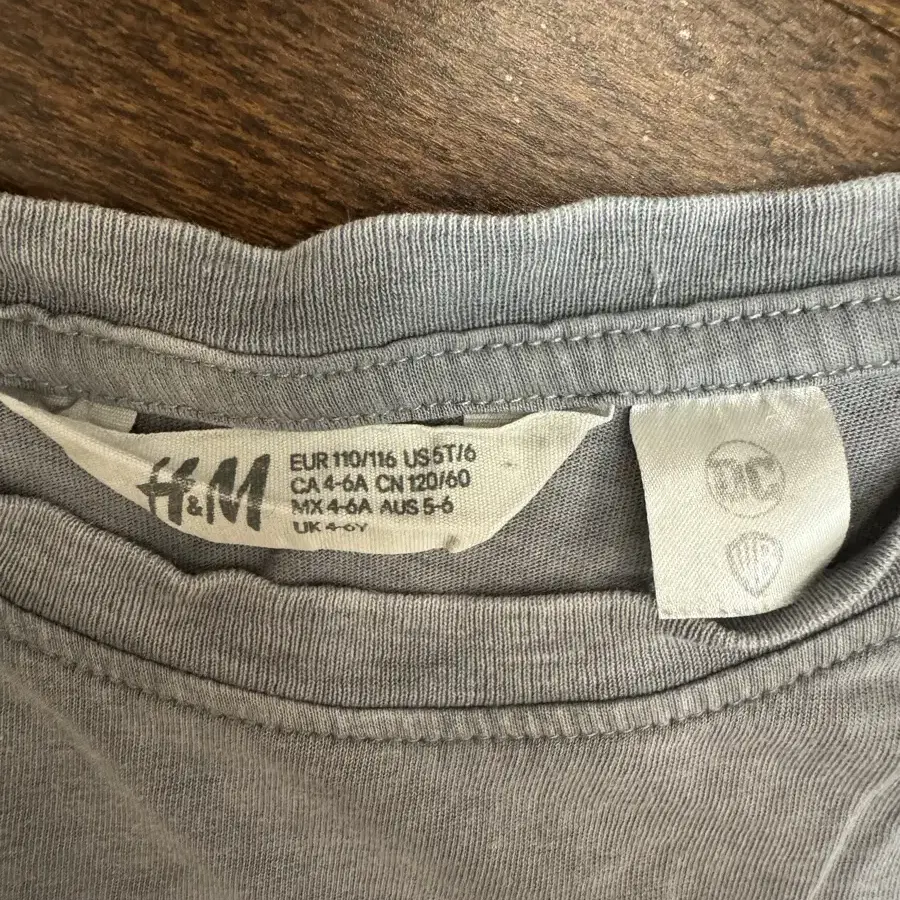 H&M
EUR 110/116 US 5T/6
CA 4-6A CN 120/60
MX 4-6A AUS 5-6
UK 4-6Y
DC
WB